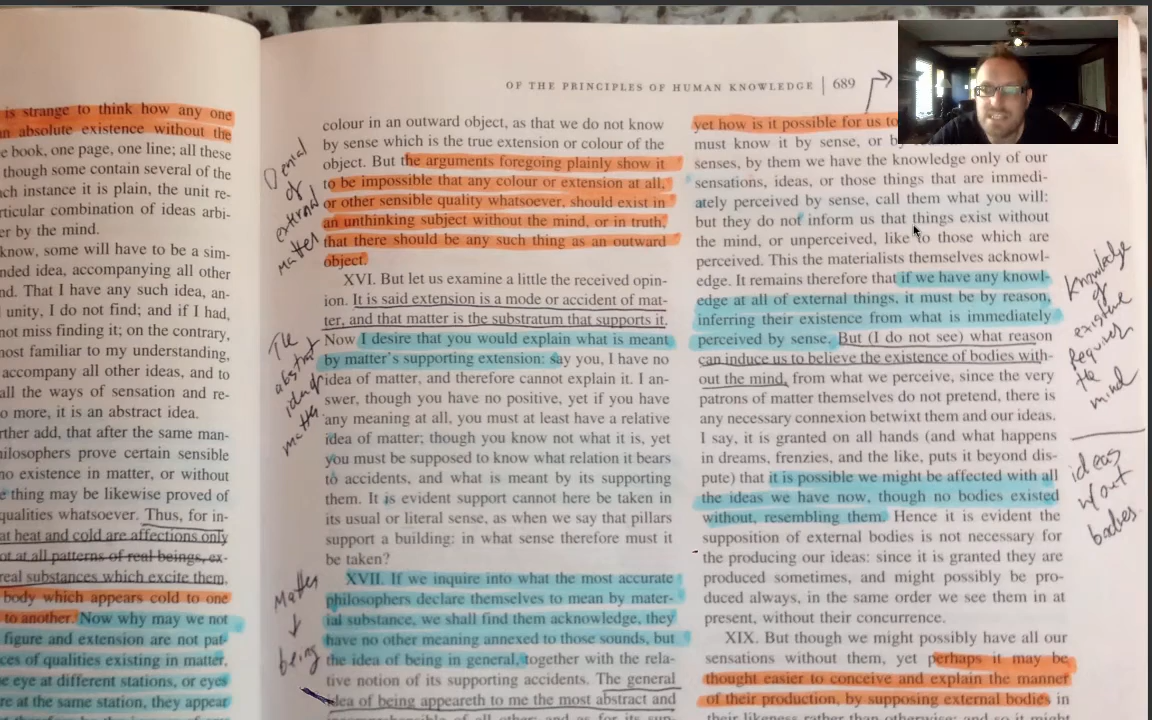 is strange to think how any one
an absolute existence without the
e book, one page, one line; all these
though some contain several of the
ach instance it is plain, the unit re-
rticular combination of ideas arbi-
er by the mind.
know, some will have to be a sim-
nded idea, accompanying all other
nd. That I have any such idea, an-
unity, I do not find; and if I had,
not miss finding it; on the contrary,
nost familiar to my understanding,
accompany all other ideas, and to
all the ways of sensation and re-
o more, it is an abstract idea.
rther add, that after the same man-
hilosophers prove certain sensible
no existence in matter, or without
e thing may be likewise proved of
qualities whatsoever. Thus, for in-
at heat and cold are affections only
ot at all patterns of real beings, ex-
real substances which excite them,
body which appears cold to one
to another. Now why may we not
figure and extension are not pat-
ces of qualities existing in matter,
e eye at different stations, or eyes
re at the same station, they appear
OF THE PRINCIPLES OF HUMAN KNOWLEDGE | 689
Denial
of
external
matter
The
abstract
idea of
matter
Matter
↓
being
colour in an outward object, as that we do not know
by sense which is the true extension or colour of the
object. But the arguments foregoing plainly show it
to be impossible that any colour or extension at all,
or other sensible quality whatsoever, should exist in
an unthinking subject without the mind, or in truth,
that there should be any such thing as an outward
object.
XVI. But let us examine a little the received opin-
ion. It is said extension is a mode or accident of mat-
ter, and that matter is the substratum that supports it.
Now I desire that you would explain what is meant
by matter's supporting extension: say you, I have no
idea of matter, and therefore cannot explain it. I an-
swer, though you have no positive, yet if you have
any meaning at all, you must at least have a relative
idea of matter; though you know not what it is, yet
you must be supposed to know what relation it bears
to accidents, and what is meant by its supporting
them. It is evident support cannot here be taken in
its usual or literal sense, as when we say that pillars
support a building: in what sense therefore must it
be taken?
XVII. If we inquire into what the most accurate
philosophers declare themselves to mean by mater-
ial substance, we shall find them acknowledge, they
have no other meaning annexed to those sounds, but
the idea of being in general, together with the rela-
tive notion of its supporting accidents. The general
idea of being appeareth to me the most abstract and
yet how is it possible for us to
must know it by sense, or by
senses, by them we have the knowledge only of our
sensations, ideas, or those things that are immedi-
ately perceived by sense, call them what you will:
but they do not inform us that things exist without
the mind, or unperceived, like to those which are
perceived. This the materialists themselves acknowl-
edge. It remains therefore that if we have any knowl-
edge at all of external things, it must be by reason,
inferring their existence from what is immediately
perceived by sense. But (I do not see) what reason
can induce us to believe the existence of bodies with-
out the mind, from what we perceive, since the very
patrons of matter themselves do not pretend, there is
any necessary connexion betwixt them and our ideas.
I say, it is granted on all hands (and what happens
in dreams, frenzies, and the like, puts it beyond dis-
pute) that it is possible we might be affected with all
the ideas we have now, though no bodies existed
without, resembling them. Hence it is evident the
supposition of external bodies is not necessary for
the producing our ideas: since it is granted they are
produced sometimes, and might possibly be pro-
duced always, in the same order we see them in at
present, without their concurrence.
XIX. But though we might possibly have all our
sensations without them, yet perhaps it may be
thought easier to conceive and explain the manner
of their production, by supposing external bodies in
their likeness rather than otherwise; and so it might
Knowledge
of
existence
requires
the
mind
ideas
w/out
bodies